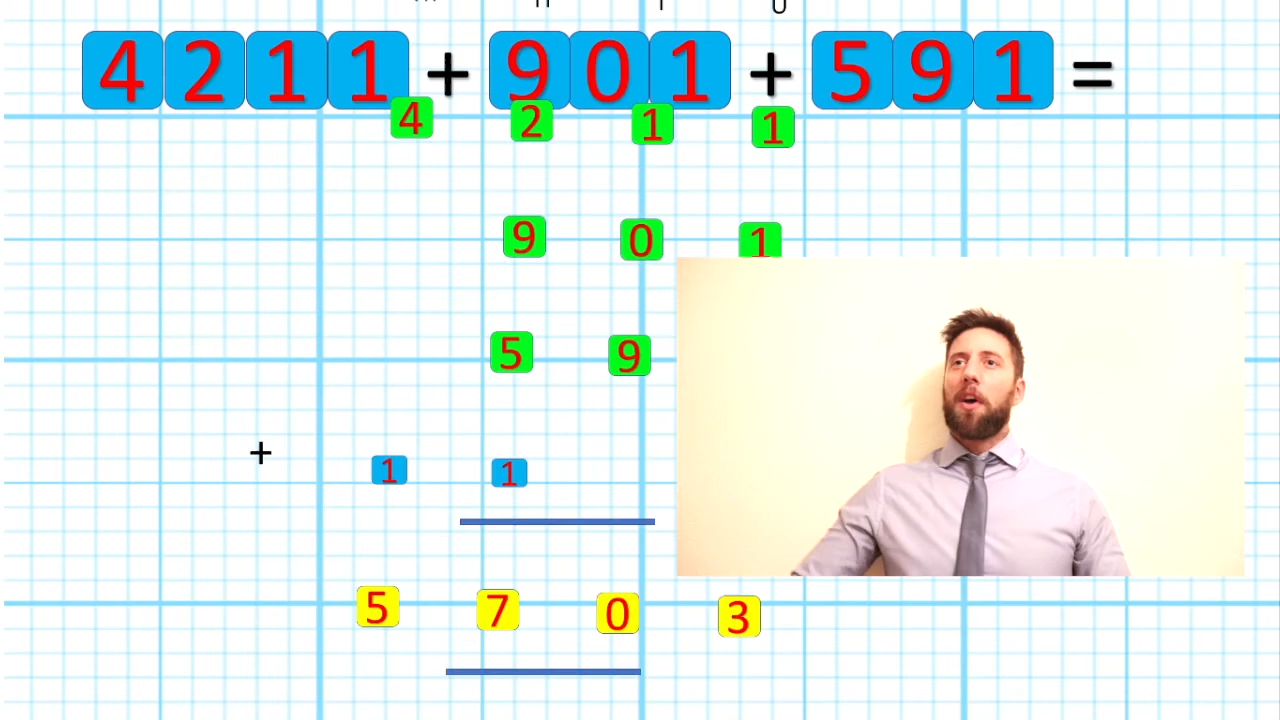 4211 + 901 + 591 =
4 2 1 1
9 0 1
5 9
+ 1 1
5 7 0 3